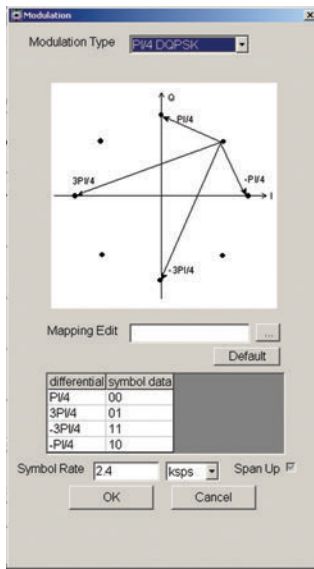 Modulation
Modulation Type PI/4 DQPSK
Q
PI/4
3PI/4
-PI/4
I
-3PI/4
Mapping Edit ...
Default
differential symbol data
PI/4 00
3PI/4 01
-3PI/4 11
-PI/4 10
Symbol Rate 2.4 ksps Span Up
OK Cancel